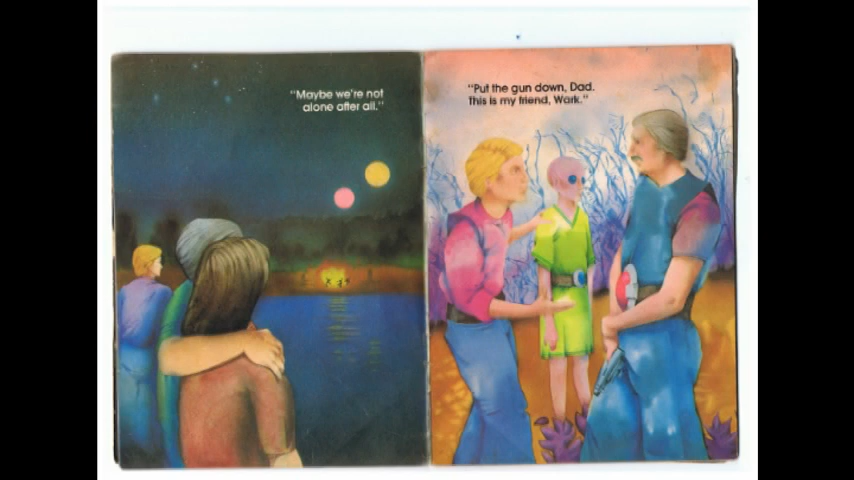 "Maybe we're not
alone after all."
"Put the gun down, Dad.
This is my friend, Wark."